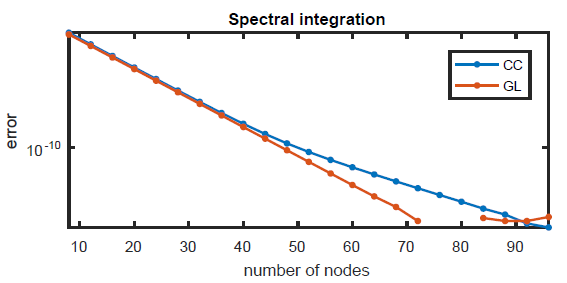 Spectral integration
CC
GL
error
10^-10
10 20 30 40 50 60 70 80 90
number of nodes